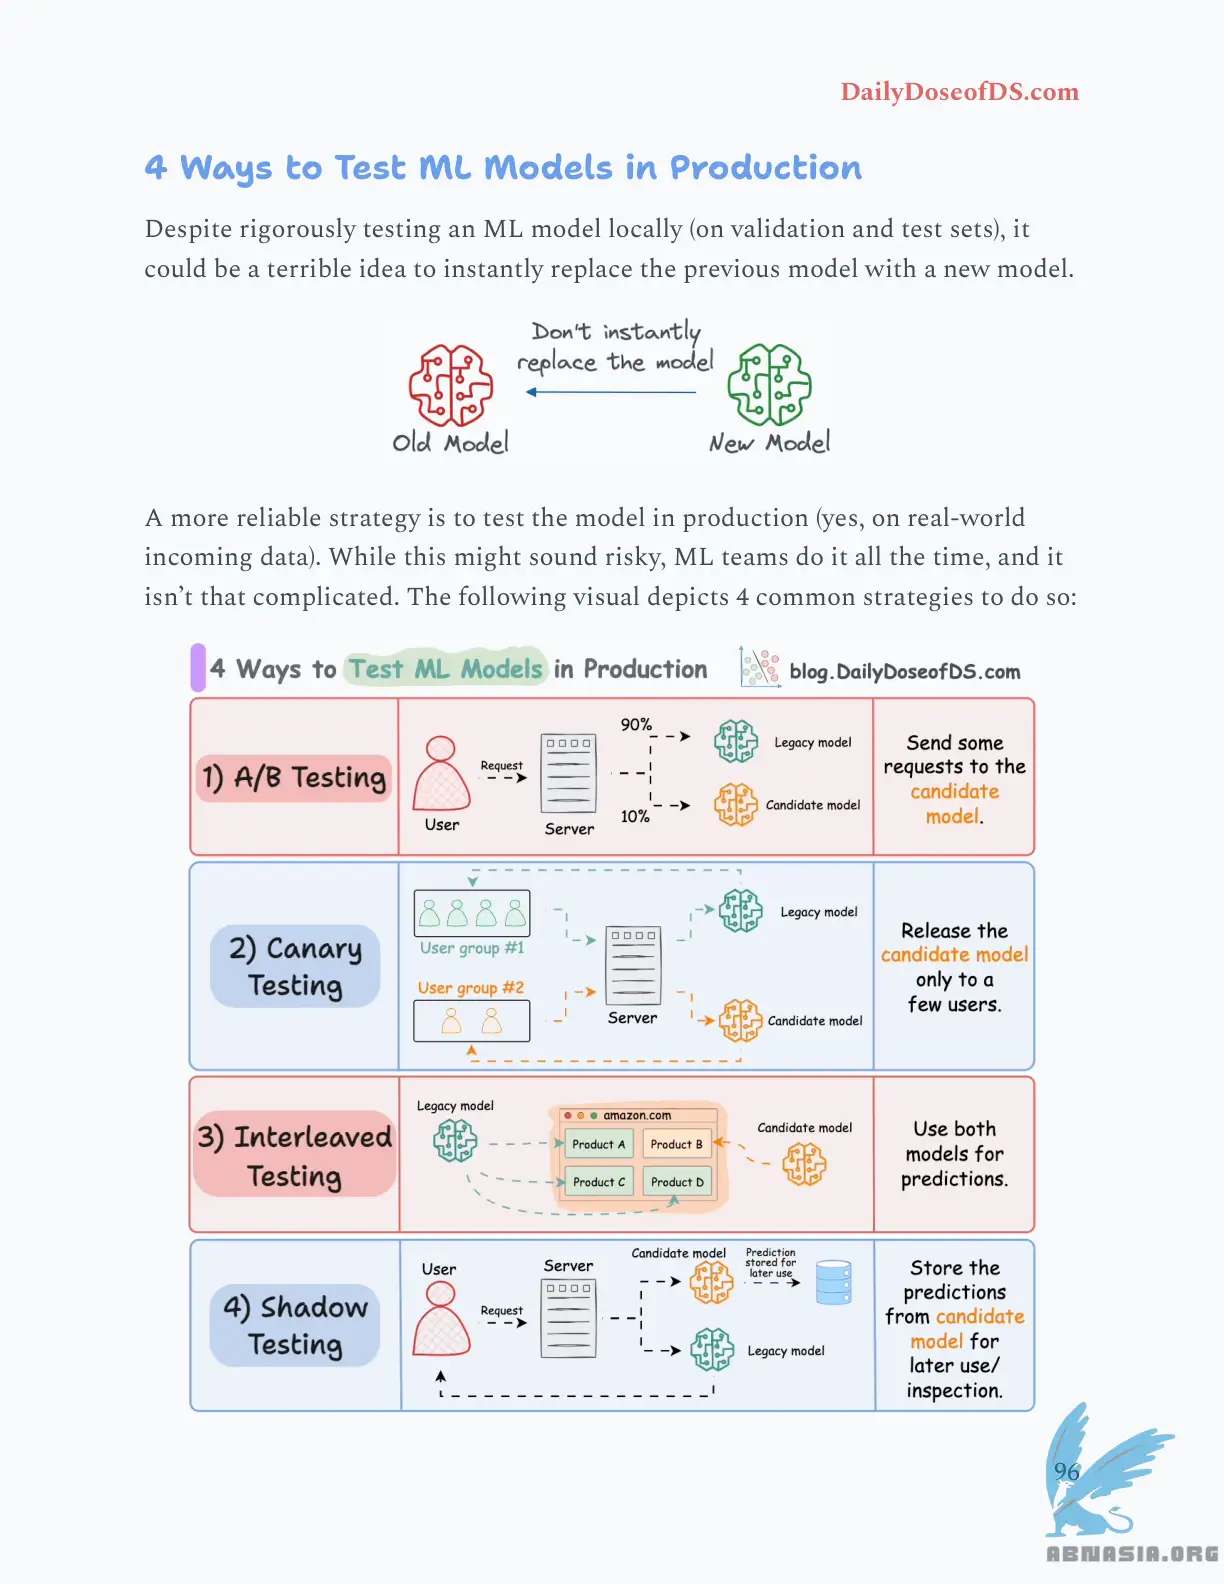 DailyDoseofDS.com
4 Ways to Test ML Models in Production
Despite rigorously testing an ML model locally (on validation and test sets), it
could be a terrible idea to instantly replace the previous model with a new model.
Don't instantly
replace the model
Old Model
New Model
A more reliable strategy is to test the model in production (yes, on real-world
incoming data). While this might sound risky, ML teams do it all the time, and it
isn’t that complicated. The following visual depicts 4 common strategies to do so:
4 Ways to Test ML Models in Production
blog.DailyDoseofDS.com
1) A/B Testing
User
Request
Server
90%
10%
Legacy model
Candidate model
Send some
requests to the
candidate
model.
2) Canary
Testing
User group #1
User group #2
Server
Legacy model
Candidate model
Release the
candidate model
only to a
few users.
3) Interleaved
Testing
Legacy model
amazon.com
Product A
Product B
Product C
Product D
Candidate model
Use both
models for
predictions.
4) Shadow
Testing
User
Request
Server
Candidate model
Prediction
stored for
later use
Legacy model
Store the
predictions
from candidate
model for
later use/
inspection.
96
ABNASIA.ORG